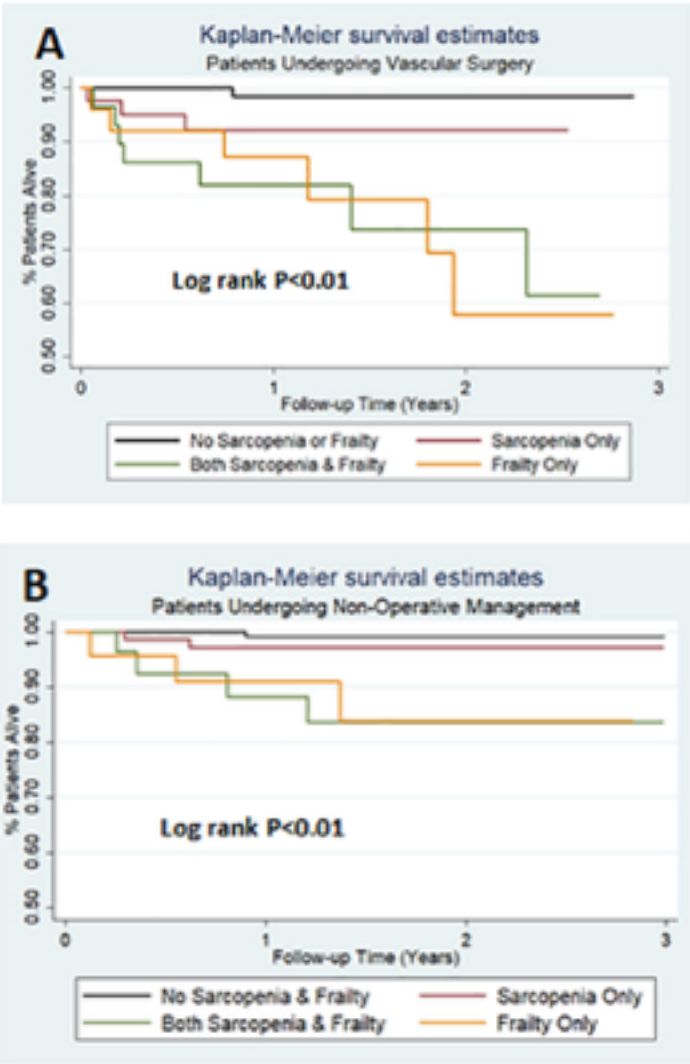 A
Kaplan-Meier survival estimates
Patients Undergoing Vascular Surgery
% Patients Alive
1.00
0.90
0.80
0.70
0.60
0.50
Log rank P<0.01
0 1 2 3
Follow-up Time (Years)
No Sarcopenia or Frailty Sarcopenia Only
Both Sarcopenia & Frailty Frailty Only
B
Kaplan-Meier survival estimates
Patients Undergoing Non-Operative Management
% Patients Alive
1.00
0.90
0.80
0.70
0.60
0.50
Log rank P<0.01
0 1 2 3
Follow-up Time (Years)
No Sarcopenia & Frailty Sarcopenia Only
Both Sarcopenia & Frailty Frailty Only